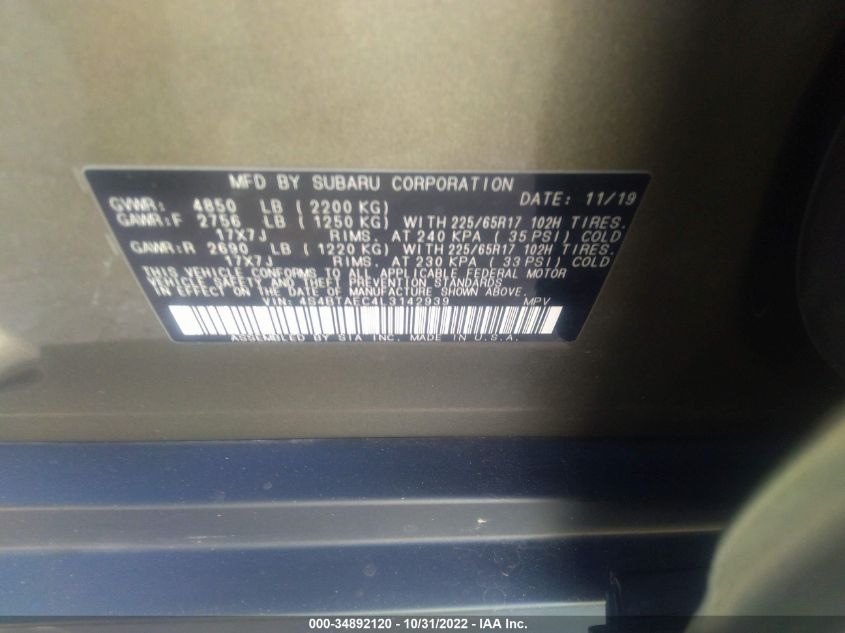 MFD BY SUBARU CORPORATION
DATE: 11/19
GVWR: 4850 LB ( 2200 KG)
GAWR:F 2756 LB ( 1250 KG) WITH 225/65R17 102H TIRES.
17X7J RIMS. AT 240 KPA ( 35 PSI) COLD
GAWR:R 2690 LB ( 1220 KG) WITH 225/65R17 102H TIRES.
17X7J RIMS. AT 230 KPA ( 33 PSI) COLD
THIS VEHICLE CONFORMS TO ALL APPLICABLE FEDERAL MOTOR
VEHICLE SAFETY AND THEFT PREVENTION STANDARDS
IN EFFECT ON THE DATE OF MANUFACTURE SHOWN ABOVE.
VIN: 4S4BTAEC4L3142939 MPV
ASSEMBLED BY SIA INC. MADE IN U.S.A.
000-34892120 - 10/31/2022 - IAA Inc.